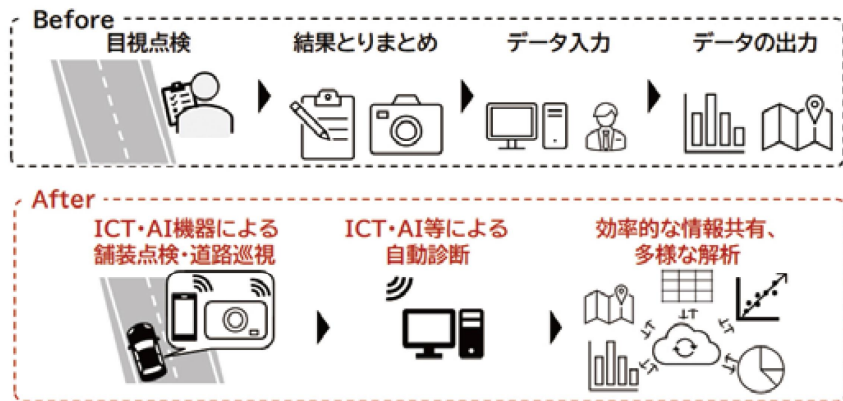 Before
目視点検
結果とりまとめ
データ入力
データの出力
After
ICT・AI機器による
舗装点検・道路巡視
ICT・AI等による
自動診断
効率的な情報共有、
多様な解析